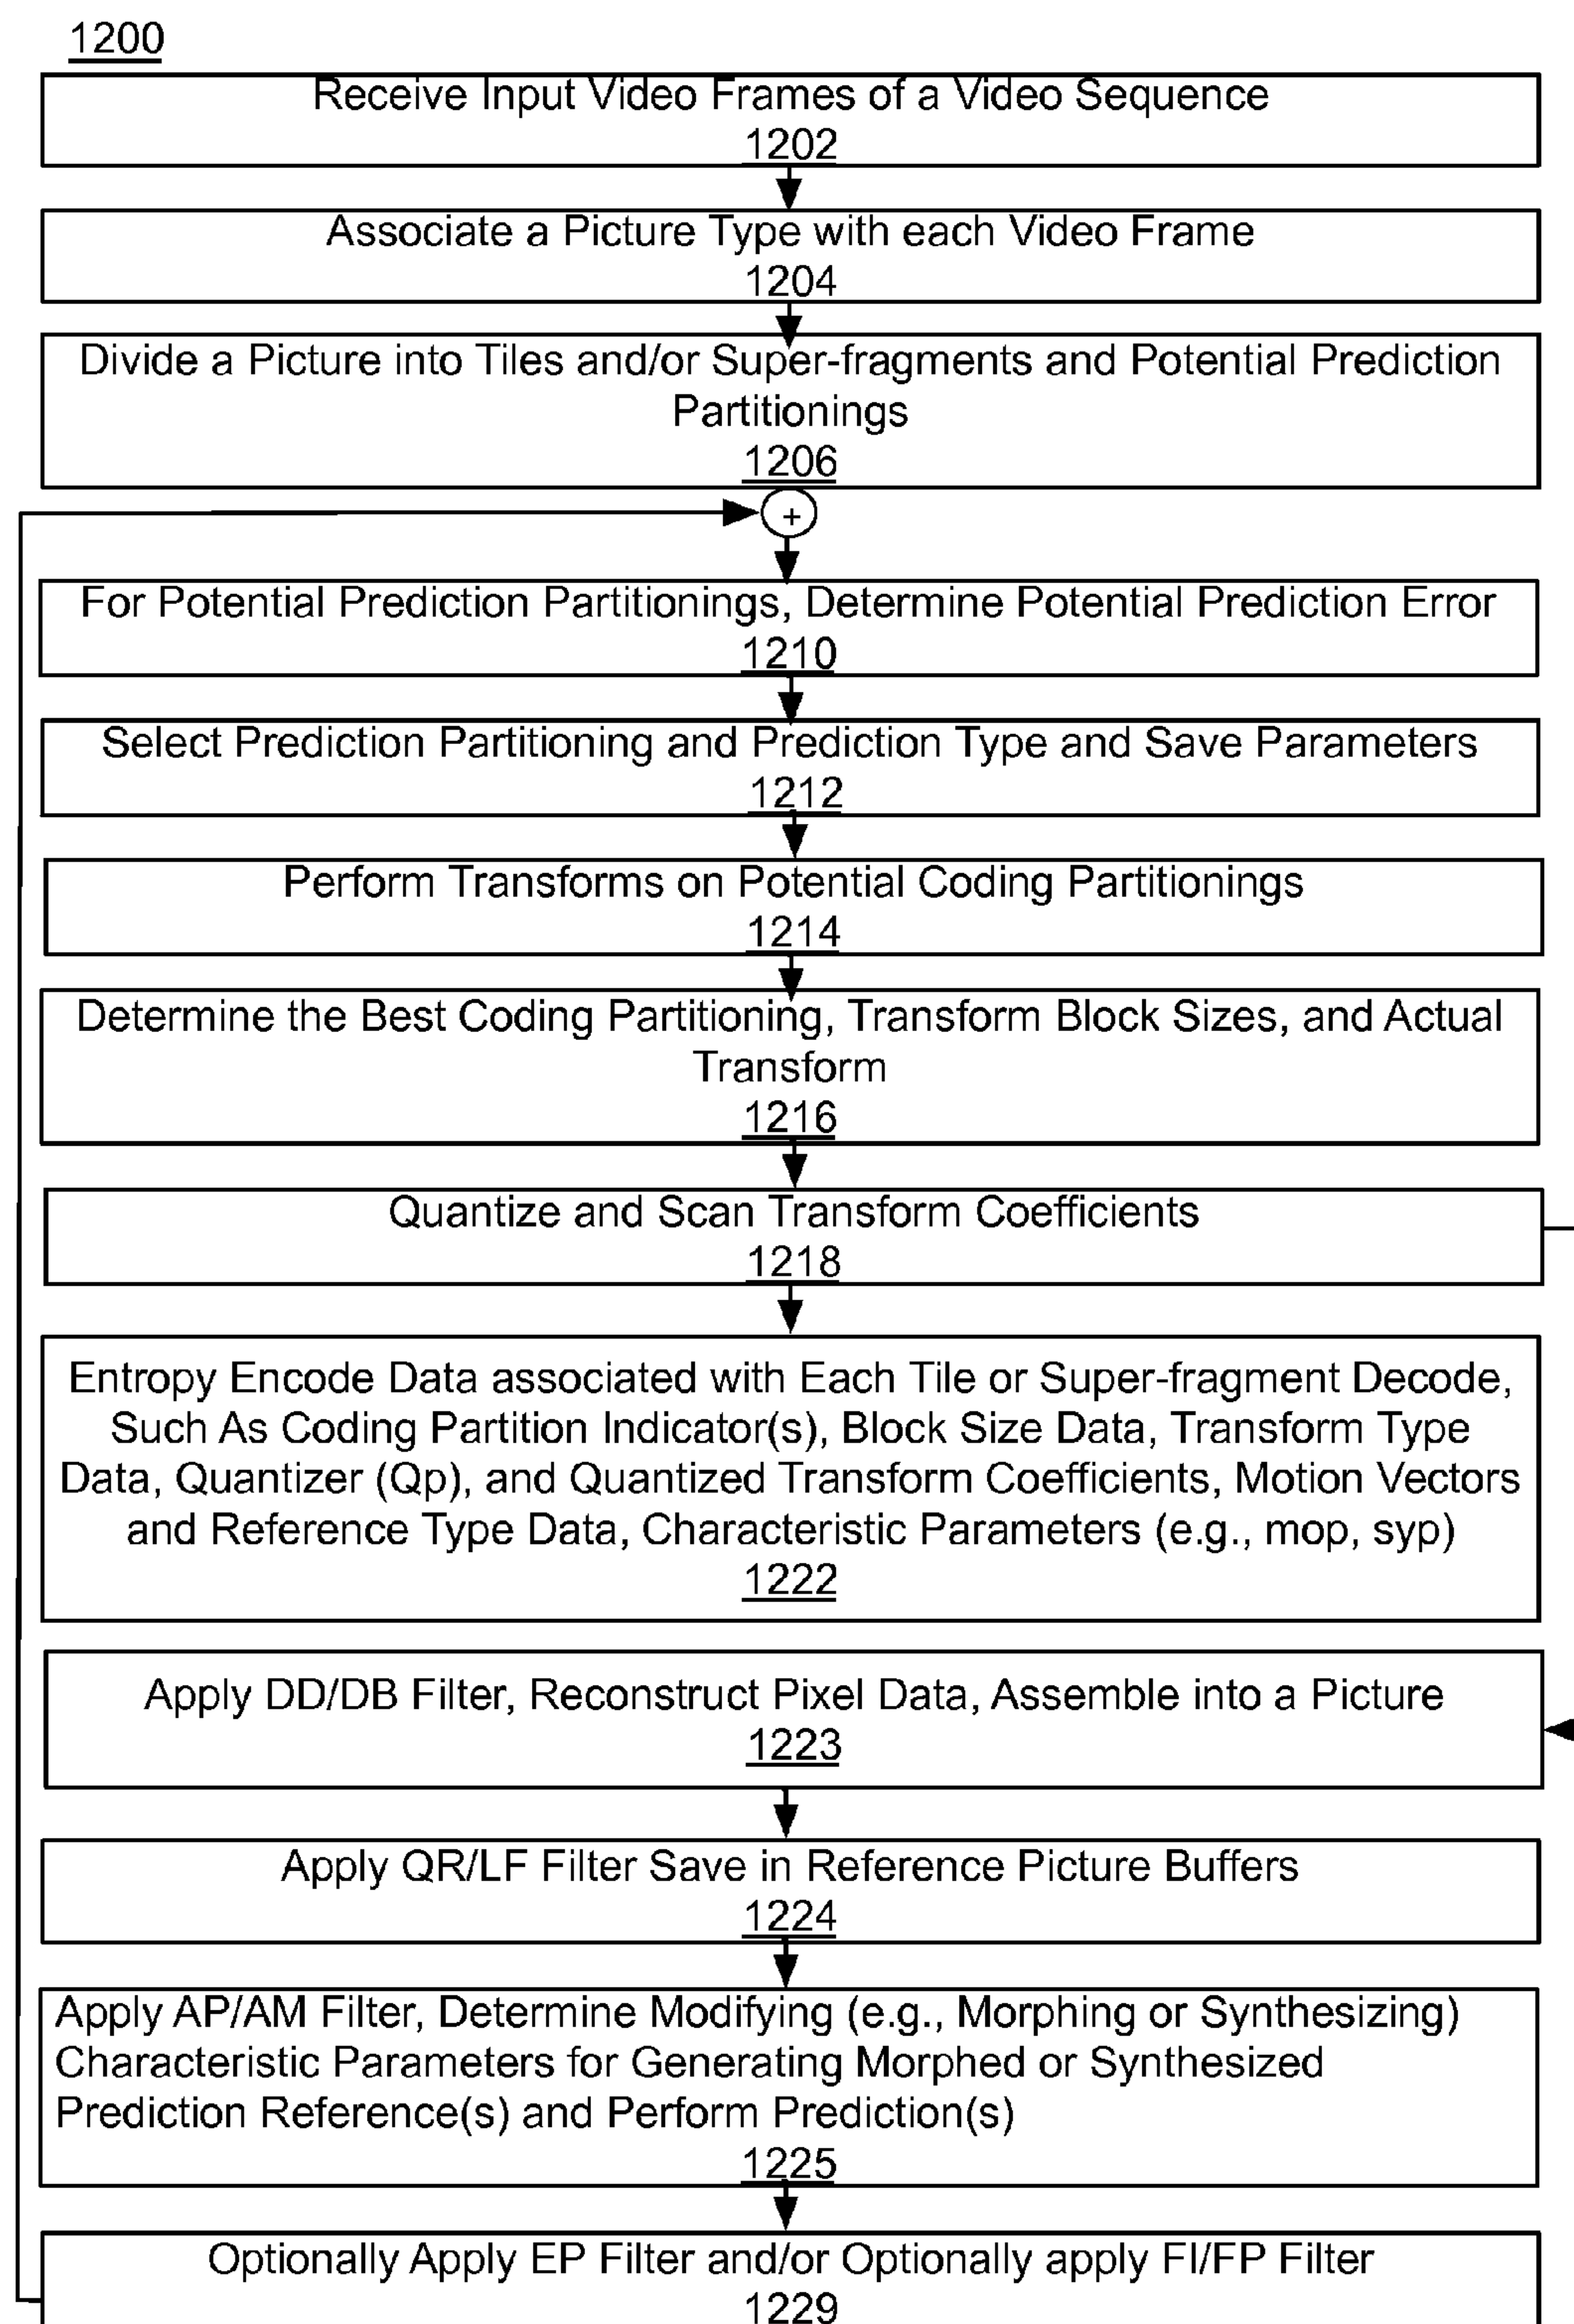 1200
Receive Input Video Frames of a Video Sequence
1202
Associate a Picture Type with each Video Frame
1204
Divide a Picture into Tiles and/or Super-fragments and Potential Prediction
Partitionings
1206
+
For Potential Prediction Partitionings, Determine Potential Prediction Error
1210
Select Prediction Partitioning and Prediction Type and Save Parameters
1212
Perform Transforms on Potential Coding Partitionings
1214
Determine the Best Coding Partitioning, Transform Block Sizes, and Actual
Transform
1216
Quantize and Scan Transform Coefficients
1218
Entropy Encode Data associated with Each Tile or Super-fragment Decode,
Such As Coding Partition Indicator(s), Block Size Data, Transform Type
Data, Quantizer (Qp), and Quantized Transform Coefficients, Motion Vectors
and Reference Type Data, Characteristic Parameters (e.g., mop, syp)
1222
Apply DD/DB Filter, Reconstruct Pixel Data, Assemble into a Picture
1223
Apply QR/LF Filter Save in Reference Picture Buffers
1224
Apply AP/AM Filter, Determine Modifying (e.g., Morphing or Synthesizing)
Characteristic Parameters for Generating Morphed or Synthesized
Prediction Reference(s) and Perform Prediction(s)
1225
Optionally Apply EP Filter and/or Optionally apply FI/FP Filter
1229